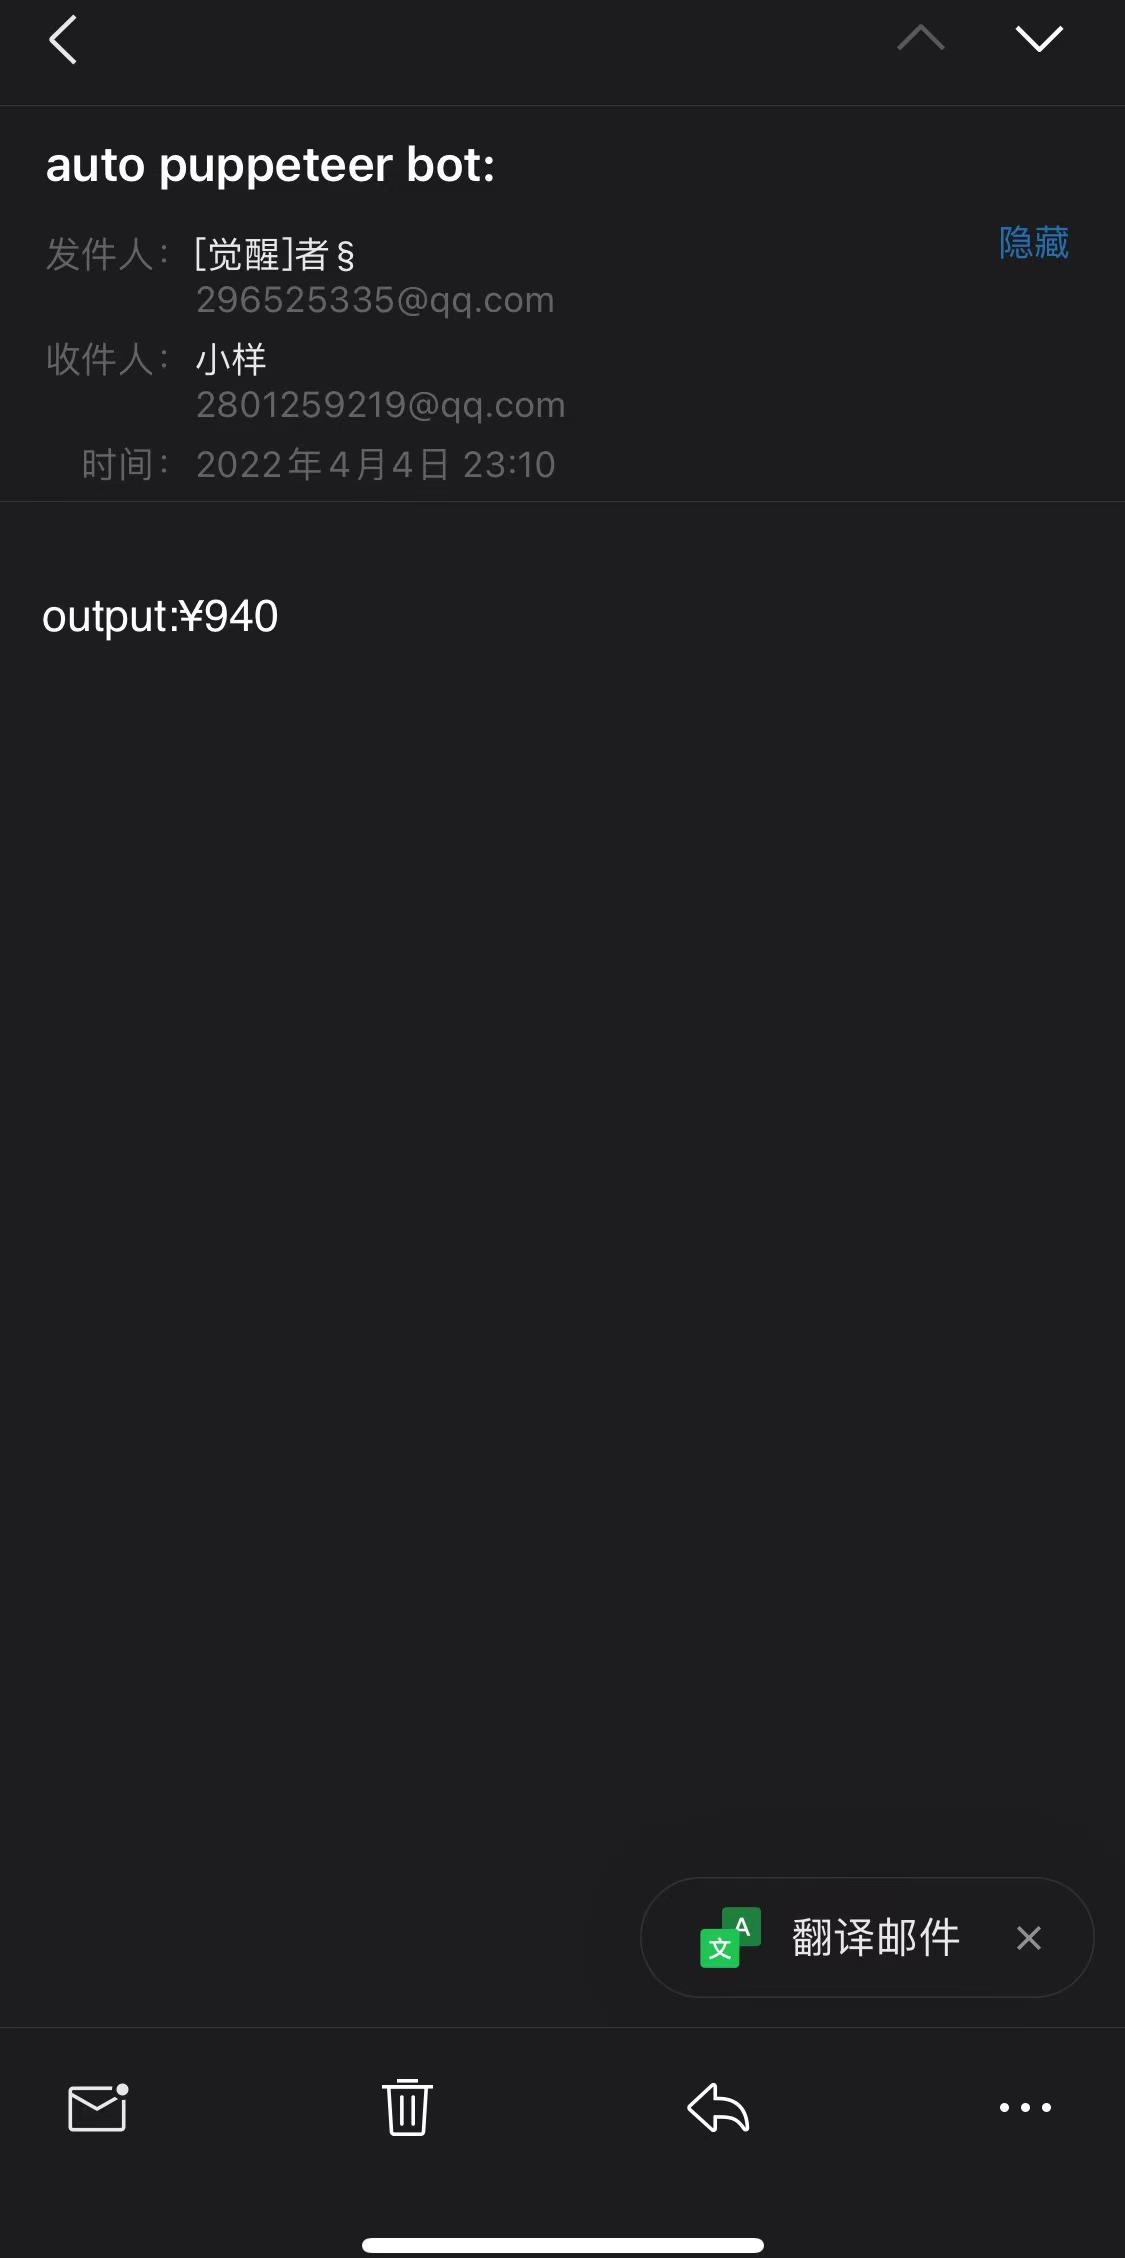 auto puppeteer bot:
发件人： [觉醒]者§
隐藏
296525335@qq.com
收件人： 小样
2801259219@qq.com
时间： 2022年4月4日 23:10
output:¥940
文 A 翻译邮件